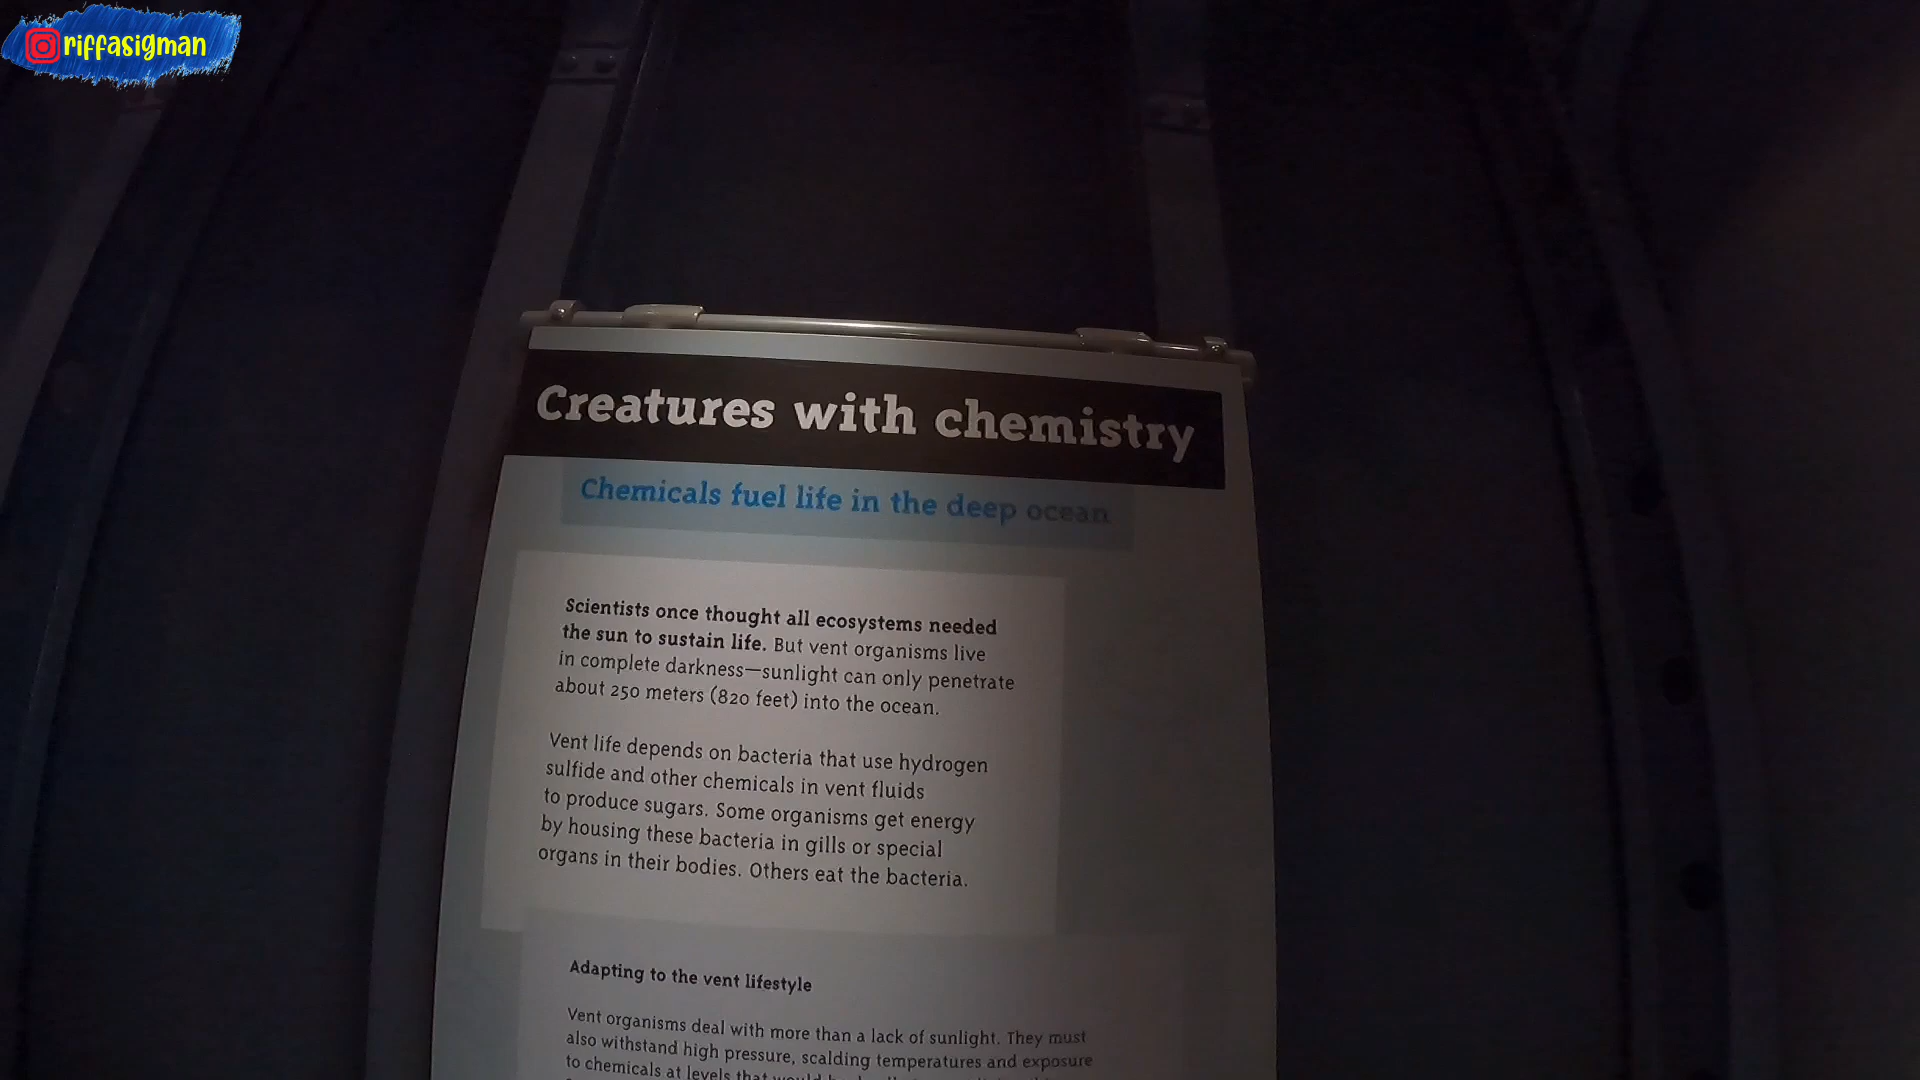 riffasigman
Creatures with chemistry
Chemicals fuel life in the deep ocean
Scientists once thought all ecosystems needed
the sun to sustain life. But vent organisms live
in complete darkness—sunlight can only penetrate
about 250 meters (820 feet) into the ocean.
Vent life depends on bacteria that use hydrogen
sulfide and other chemicals in vent fluids
to produce sugars. Some organisms get energy
by housing these bacteria in gills or special
organs in their bodies. Others eat the bacteria.
Adapting to the vent lifestyle
Vent organisms deal with more than a lack of sunlight. They must
also withstand high pressure, scalding temperatures and exposure
to chemicals at levels that would